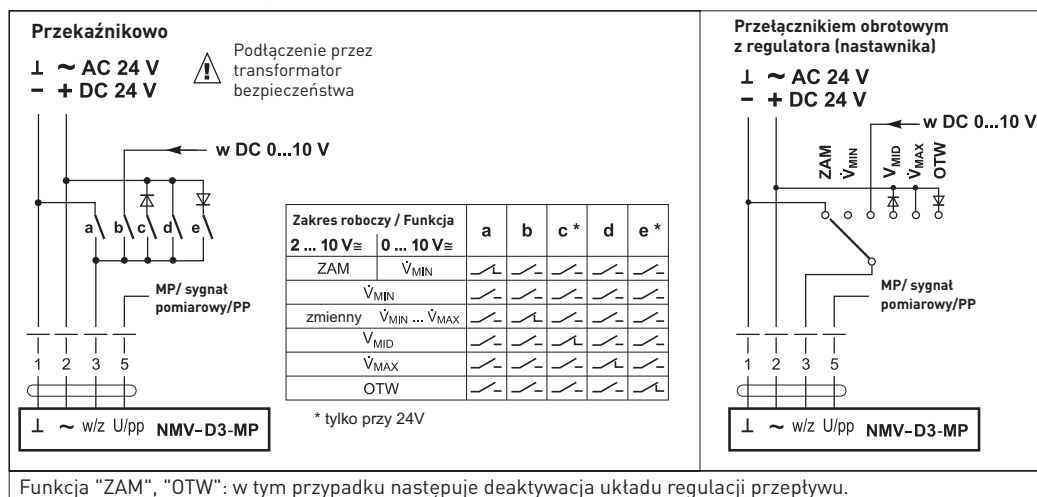 Przekaźnikowo
⊥ ~ AC 24 V
− + DC 24 V
Podłączenie przez
transformator
bezpieczeństwa
w DC 0...10 V
a b c d e
MP/ sygnał
pomiarowy/PP
1 2 3 5
⊥ ~ w/z U/pp NMV-D3-MP
Zakres roboczy / Funkcja a b c * d e *
2 ... 10 V≅ 0 ... 10 V≅
ZAM V̇MIN
V̇MIN
zmienny V̇MIN ... V̇MAX
VMID
V̇MAX
OTW
* tylko przy 24V
Przełącznikiem obrotowym
z regulatora (nastawnika)
⊥ ~ AC 24 V
− + DC 24 V
w DC 0...10 V
ZAM V̇MIN VMID V̇MAX OTW
MP/ sygnał
pomiarowy/PP
1 2 3 5
⊥ ~ w/z U/pp NMV-D3-MP
Funkcja "ZAM", "OTW": w tym przypadku następuje deaktywacja układu regulacji przepływu.